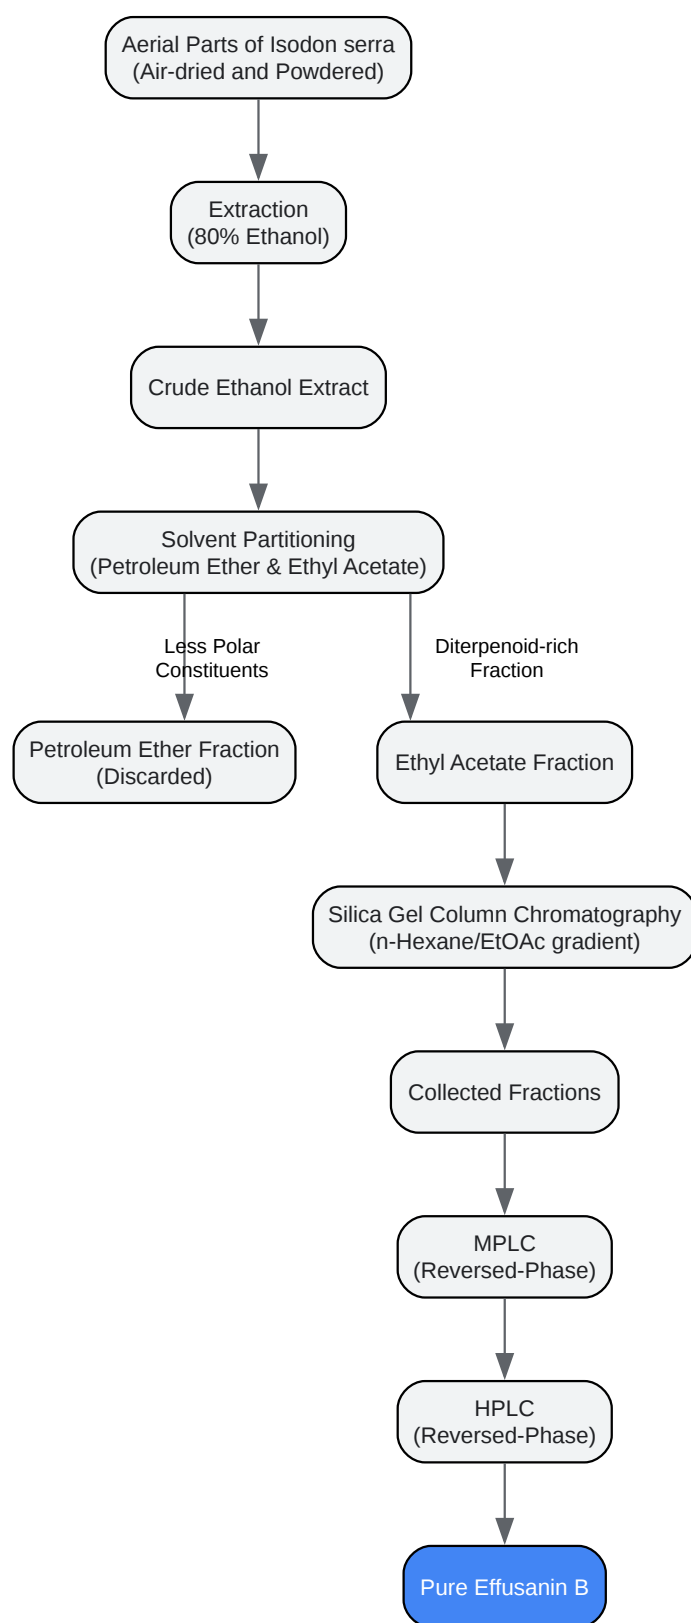 Aerial Parts of Isodon serra
(Air-dried and Powdered)
Extraction
(80% Ethanol)
Crude Ethanol Extract
Solvent Partitioning
(Petroleum Ether & Ethyl Acetate)
Less Polar
Constituents
Diterpenoid-rich
Fraction
Petroleum Ether Fraction
(Discarded)
Ethyl Acetate Fraction
Silica Gel Column Chromatography
(n-Hexane/EtOAc gradient)
Collected Fractions
MPLC
(Reversed-Phase)
HPLC
(Reversed-Phase)
Pure Effusanin B